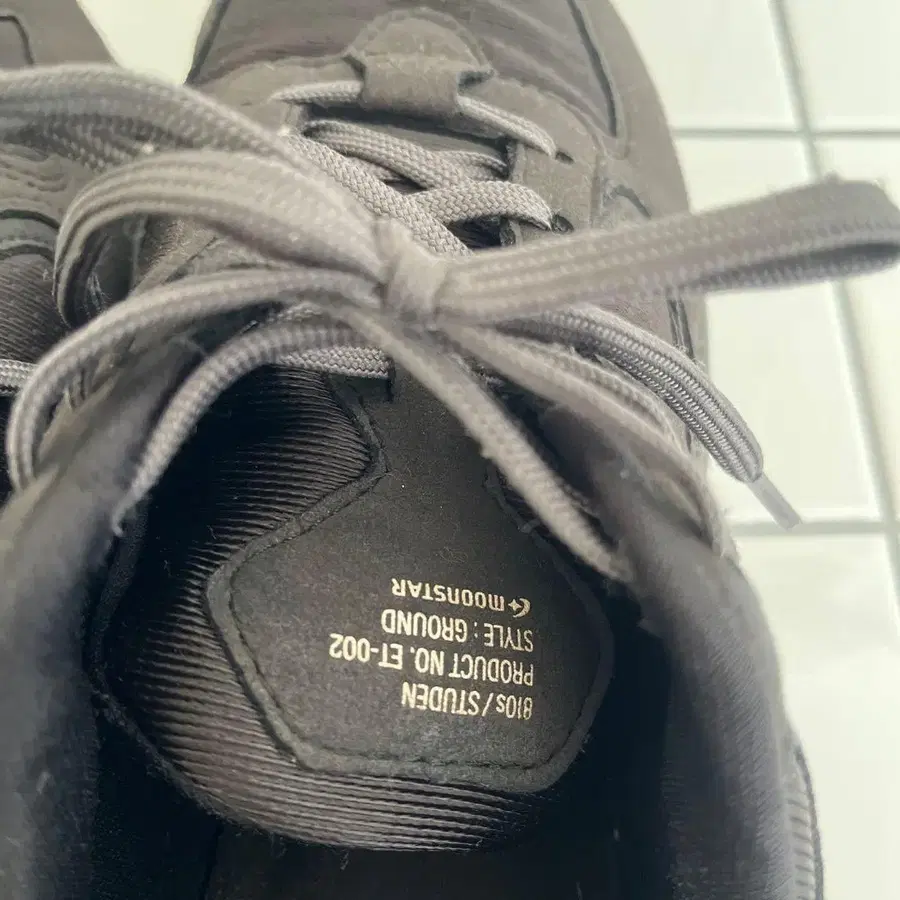 810s/STUDEN
PRODUCT NO. ET-002
STYLE : GROUND
MOONSTAR